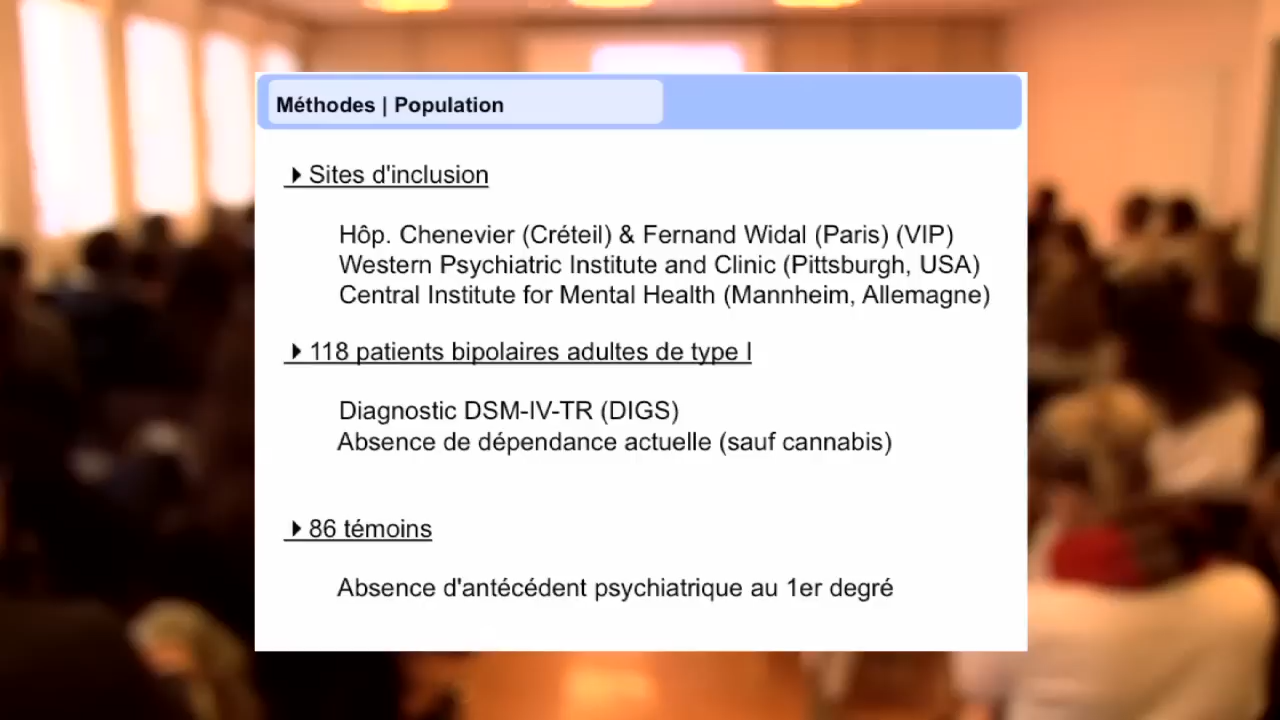 Méthodes | Population
Sites d'inclusion
Hôp. Chenevier (Créteil) & Fernand Widal (Paris) (VIP)
Western Psychiatric Institute and Clinic (Pittsburgh, USA)
Central Institute for Mental Health (Mannheim, Allemagne)
118 patients bipolaires adultes de type I
Diagnostic DSM-IV-TR (DIGS)
Absence de dépendance actuelle (sauf cannabis)
86 témoins
Absence d'antécédent psychiatrique au 1er degré